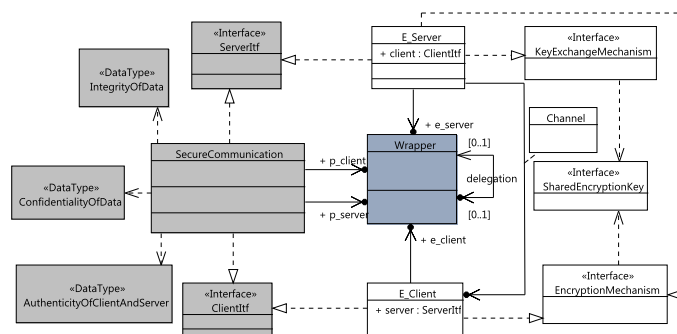 «Interface»
ServerItf
E_Server
+ client : ClientItf
«Interface»
KeyExchangeMechanism
«DataType»
IntegrityOfData
Channel
+ e_server
SecureCommunication
+ p_client
Wrapper
[0..1]
delegation
«Interface»
SharedEncryptionKey
«DataType»
ConfidentialityOfData
+ p_server
[0..1]
+ e_client
«DataType»
AuthenticityOfClientAndServer
«Interface»
ClientItf
E_Client
+ server : ServerItf
«Interface»
EncryptionMechanism